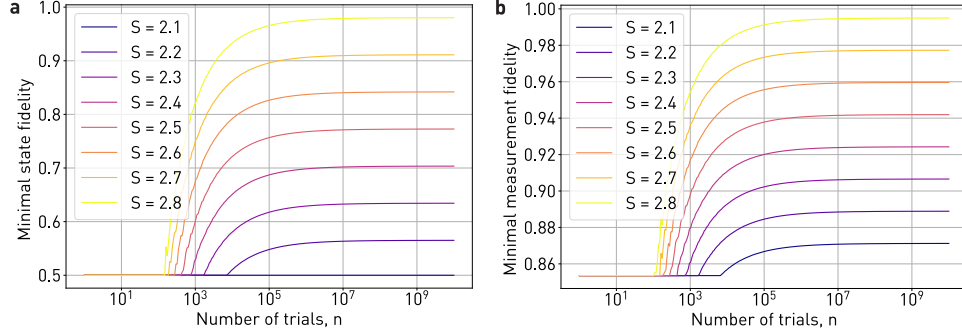 a
1.0
0.9
0.8
0.7
0.6
0.5
Minimal state fidelity
S = 2.1
S = 2.2
S = 2.3
S = 2.4
S = 2.5
S = 2.6
S = 2.7
S = 2.8
10¹ 10³ 10⁵ 10⁷ 10⁹
Number of trials, n
b
1.00
0.98
0.96
0.94
0.92
0.90
0.88
0.86
Minimal measurement fidelity
S = 2.1
S = 2.2
S = 2.3
S = 2.4
S = 2.5
S = 2.6
S = 2.7
S = 2.8
10¹ 10³ 10⁵ 10⁷ 10⁹
Number of trials, n